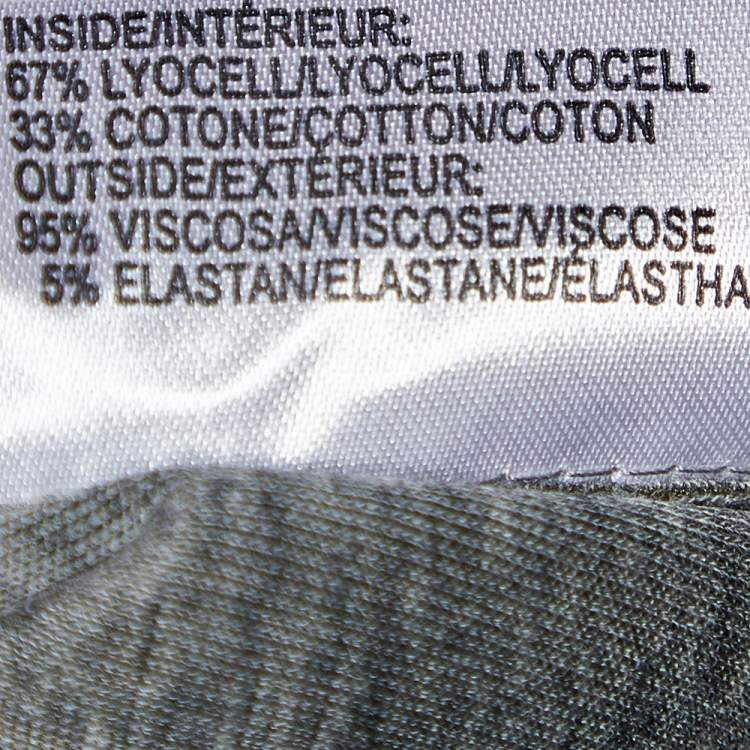 INSIDE/INTÉRIEUR:
67% LYOCELL/LYOCELL/LYOCELL
33% COTONE/COTTON/COTON
OUTSIDE/EXTÉRIEUR:
95% VISCOSA/VISCOSE/VISCOSE
5% ELASTAN/ELASTANE/ÉLASTHA